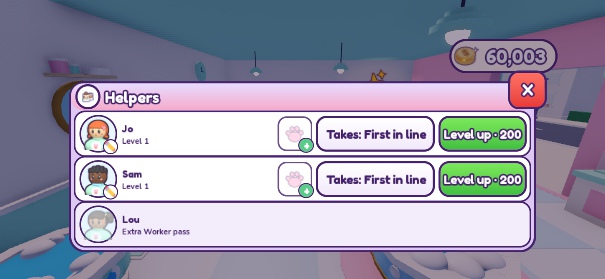 60,003
Helpers
X
Jo
Level 1
Takes: First in line
Level up · 200
Sam
Level 1
Takes: First in line
Level up · 200
Lou
Extra Worker pass